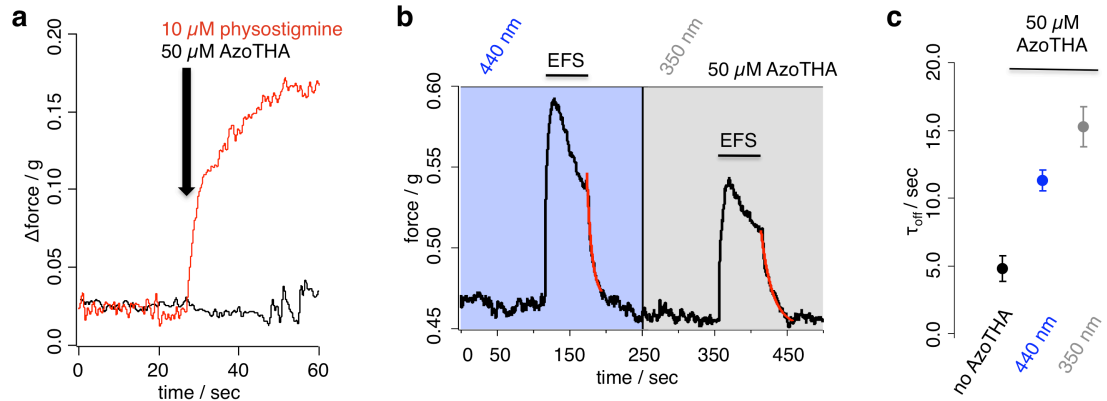 a
10 µM physostigmine
50 µM AzoTHA
0.20
0.15
0.10
0.05
0.0
Δforce / g
0 20 40 60
time / sec
b
440 nm
EFS
350 nm
50 µM AzoTHA
EFS
0.60
0.55
0.50
0.45
force / g
0 50 150 250 350 450
time / sec
c
50 µM
AzoTHA
20.0
15.0
10.0
5.0
0.0
τoff / sec
no AzoTHA
440 nm
350 nm